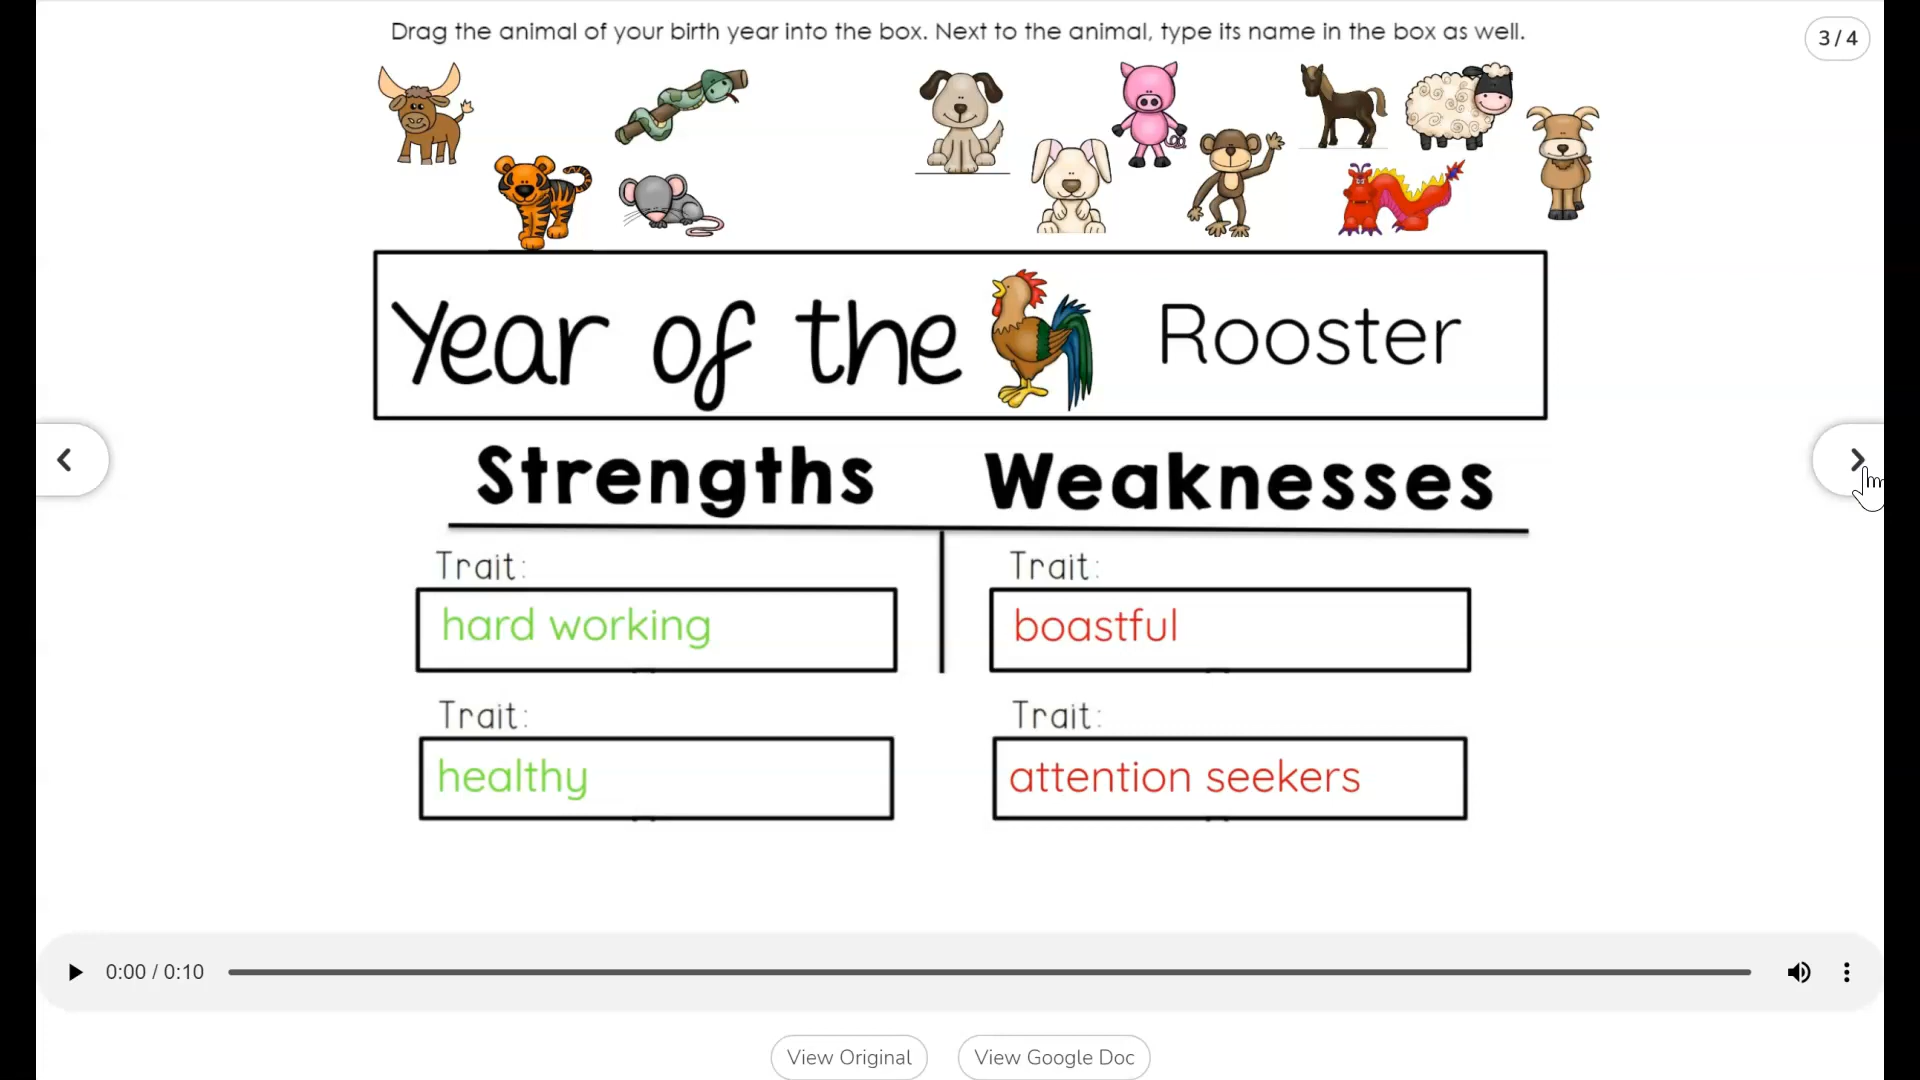 Drag the animal of your birth year into the box. Next to the animal, type its name in the box as well.
3 / 4
Year of the Rooster
Strengths Weaknesses
Trait: Trait:
hard working boastful
Trait: Trait:
healthy attention seekers
0:00 / 0:10
View Original View Google Doc